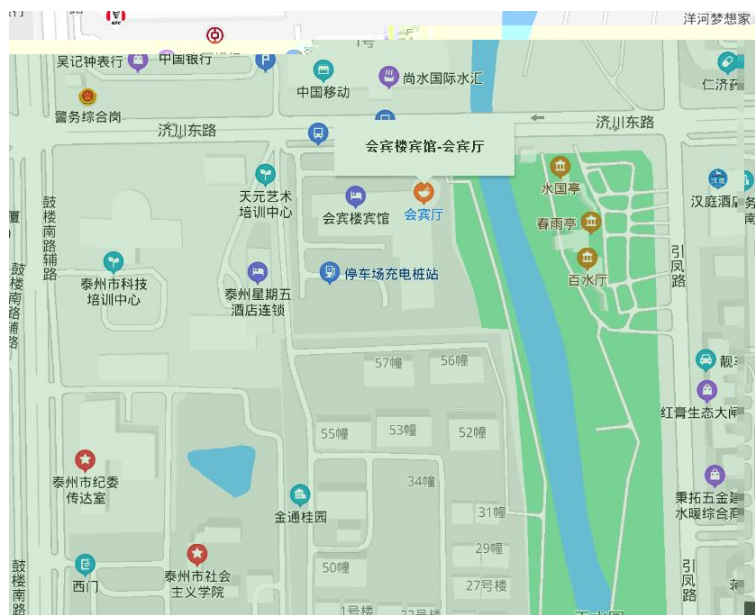 洋河梦想家
KFC
1号
吴记钟表行
中国银行
P
中国移动
尚水国际水汇
仁济药
警务综合岗
济川东路
济川东路
会宾楼宾馆-会宾厅
天元艺术
培训中心
会宾楼宾馆
会宾厅
水国亭
汉庭酒店
春雨亭
百水厅
鼓楼南路辅路
鼓楼南路辅路
厦
泰州市科技
培训中心
泰州星期五
酒店连锁
停车场充电桩站
引凤路
57幢
56幢
靓车
红膏生态大闸
55幢
53幢
52幢
泰州市纪委
传达室
34幢
金通桂园
31幢
秉拓五金建
水暖综合商
29幢
50幢
27号楼
西门
泰州市社会
主义学院
鼓楼南路
引凤路
1号楼